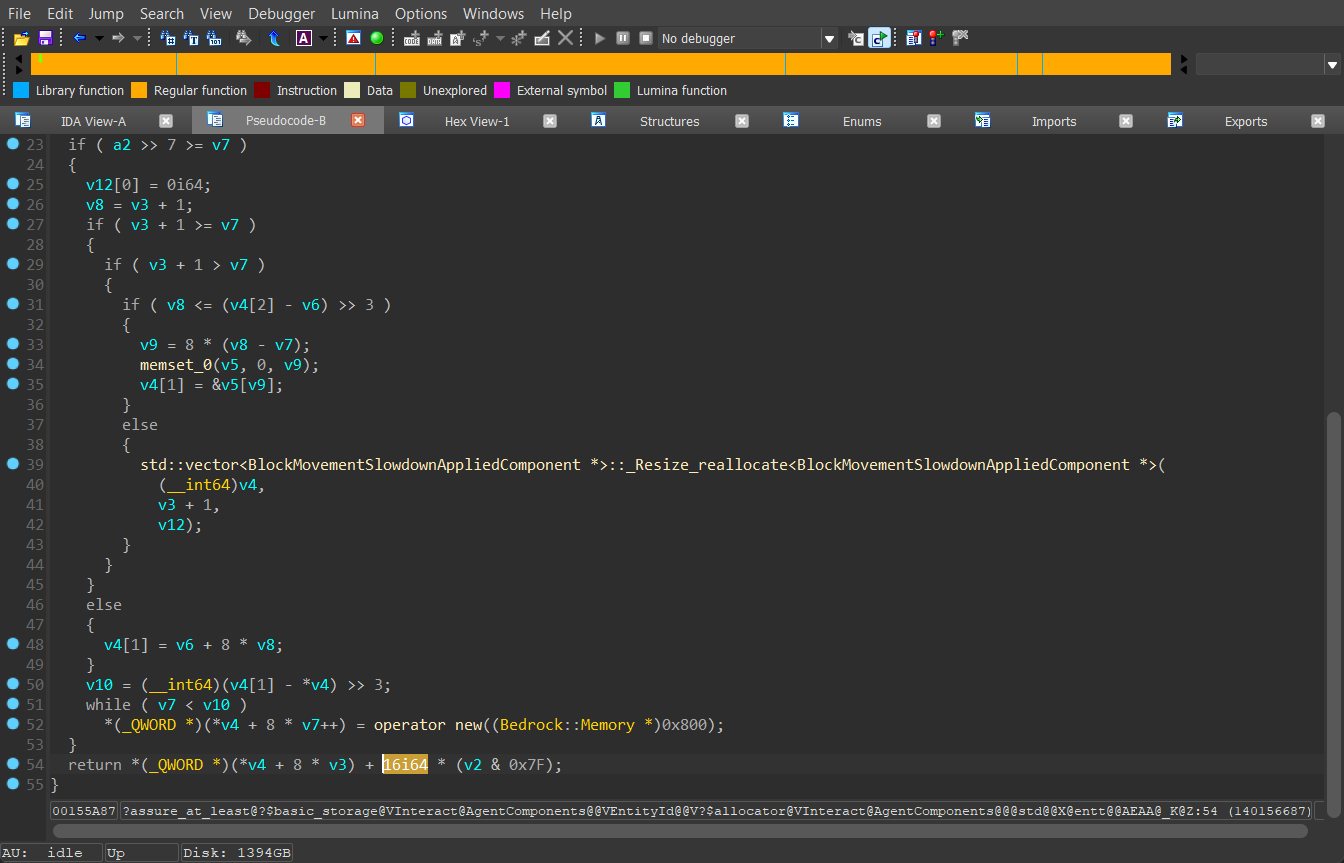 File Edit Jump Search View Debugger Lumina Options Windows Help
No debugger
Library function Regular function Instruction Data Unexplored External symbol Lumina function
IDA View-A Pseudocode-B Hex View-1 Structures Enums Imports Exports
23 if ( a2 >> 7 >= v7 )
24 {
25 v12[0] = 0i64;
26 v8 = v3 + 1;
27 if ( v3 + 1 >= v7 )
28 {
29 if ( v3 + 1 > v7 )
30 {
31 if ( v8 <= (v4[2] - v6) >> 3 )
32 {
33 v9 = 8 * (v8 - v7);
34 memset_0(v5, 0, v9);
35 v4[1] = &v5[v9];
36 }
37 else
38 {
39 std::vector<BlockMovementSlowdownAppliedComponent *>::_Resize_reallocate<BlockMovementSlowdownAppliedComponent *>(
40 (__int64)v4,
41 v3 + 1,
42 v12);
43 }
44 }
45 }
46 else
47 {
48 v4[1] = v6 + 8 * v8;
49 }
50 v10 = (__int64)(v4[1] - *v4) >> 3;
51 while ( v7 < v10 )
52 *(_QWORD *)(*v4 + 8 * v7++) = operator new((Bedrock::Memory *)0x800);
53 }
54 return *(_QWORD *)(*v4 + 8 * v3) + 16i64 * (v2 & 0x7F);
55 }
00155A87 ?assure_at_least@?$basic_storage@VInteract@AgentComponents@@VEntityId@@V?$allocator@VInteract@AgentComponents@@@std@@X@entt@@AEAA@_K@Z:54 (140156687)
AU: idle Up Disk: 1394GB